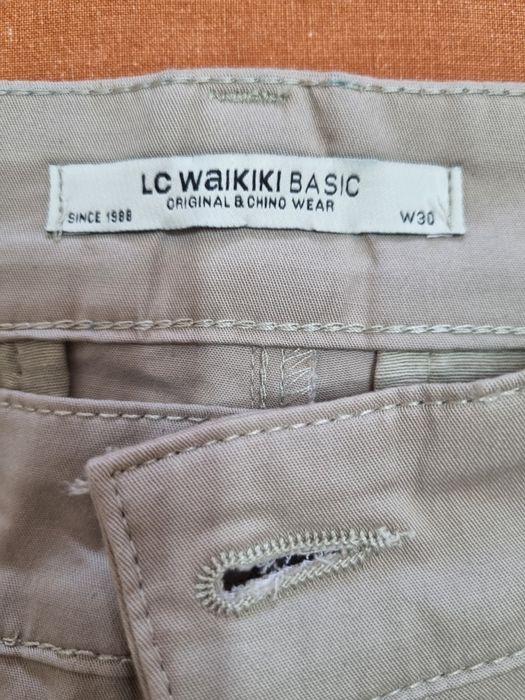 LC WAIKIKI BASIC
ORIGINAL & CHINO WEAR
SINCE 1988 W30